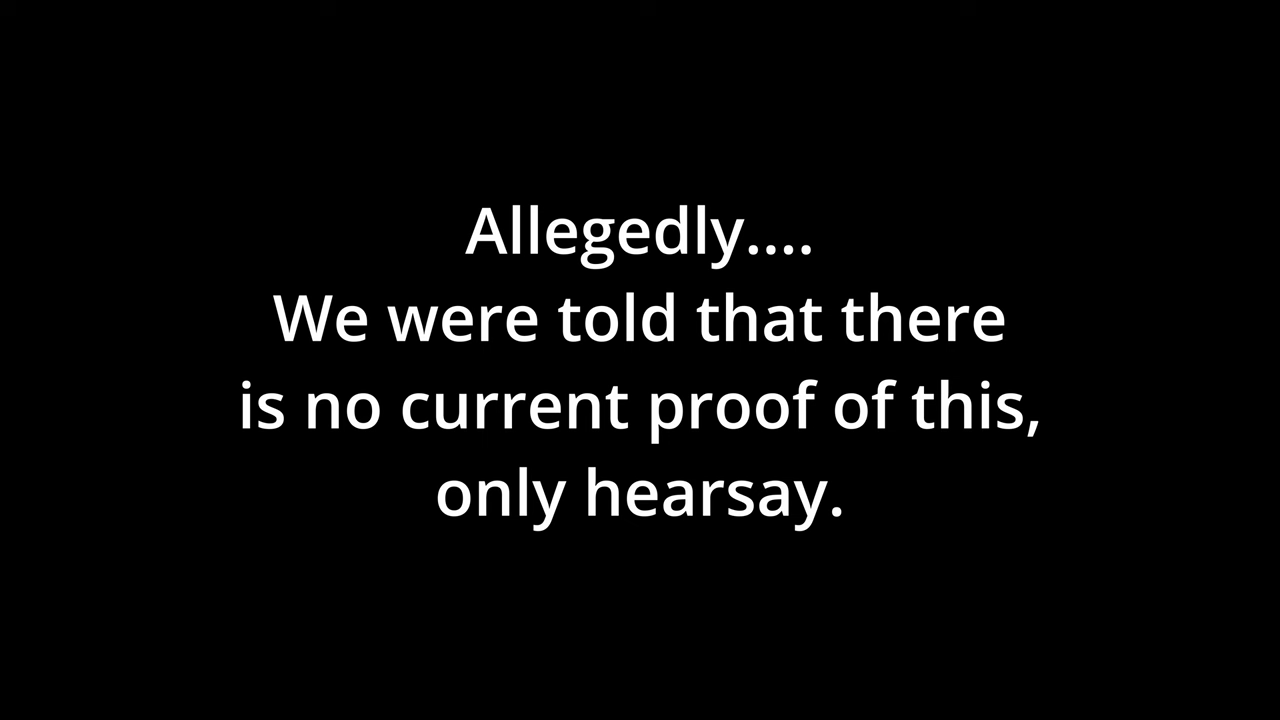 Allegedly....
We were told that there
is no current proof of this,
only hearsay.